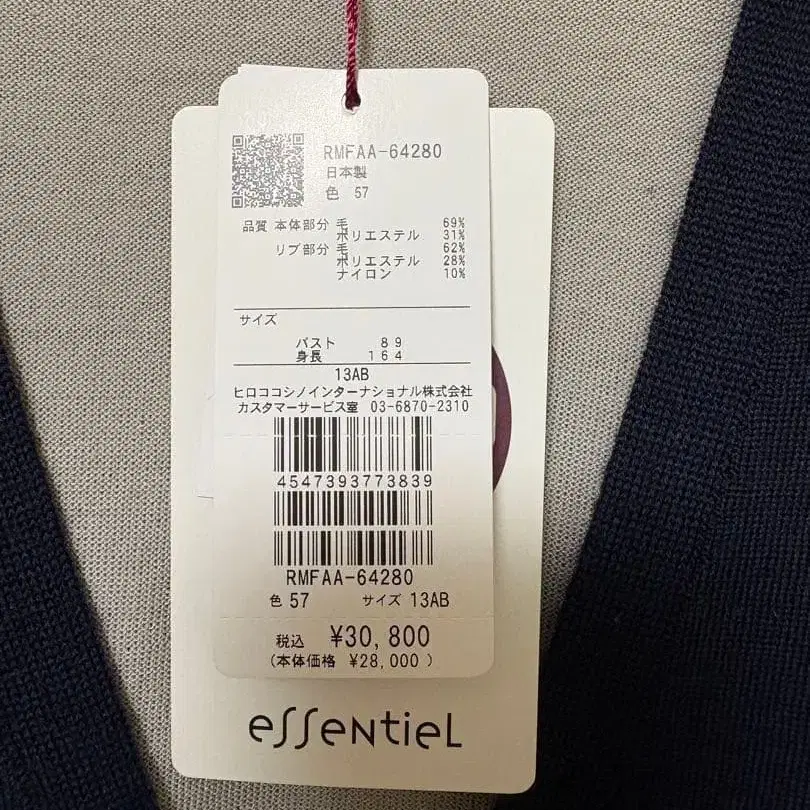 RMFAA-64280
日本製
色 57
品質 本体部分 毛 69%
ポリエステル 31%
リブ部分 毛 62%
ポリエステル 28%
ナイロン 10%
サイズ
バスト 89
身長 164
13AB
ヒロココシノインターナショナル株式会社
カスタマーサービス室 03-6870-2310
4547393773839
RMFAA-64280
色 57 サイズ 13AB
税込 ¥30,800
(本体価格 ¥28,000 )
essentiel